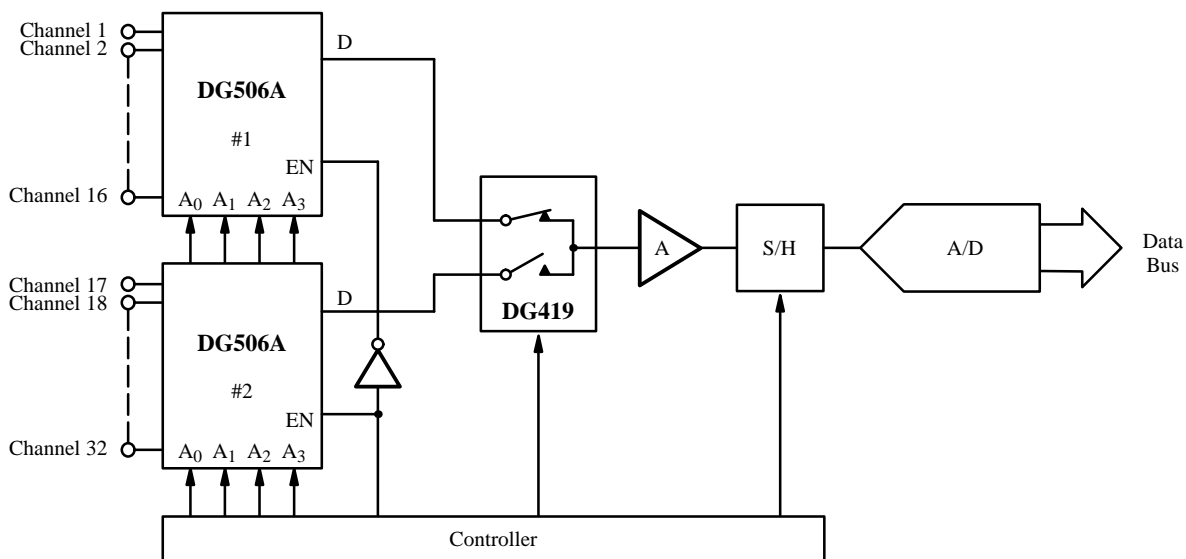 Channel 1
Channel 2
Channel 16
DG506A
#1
D
EN
A0 A1 A2 A3
Channel 17
Channel 18
Channel 32
DG506A
#2
D
EN
A0 A1 A2 A3
DG419
A
S/H
A/D
Data
Bus
Controller